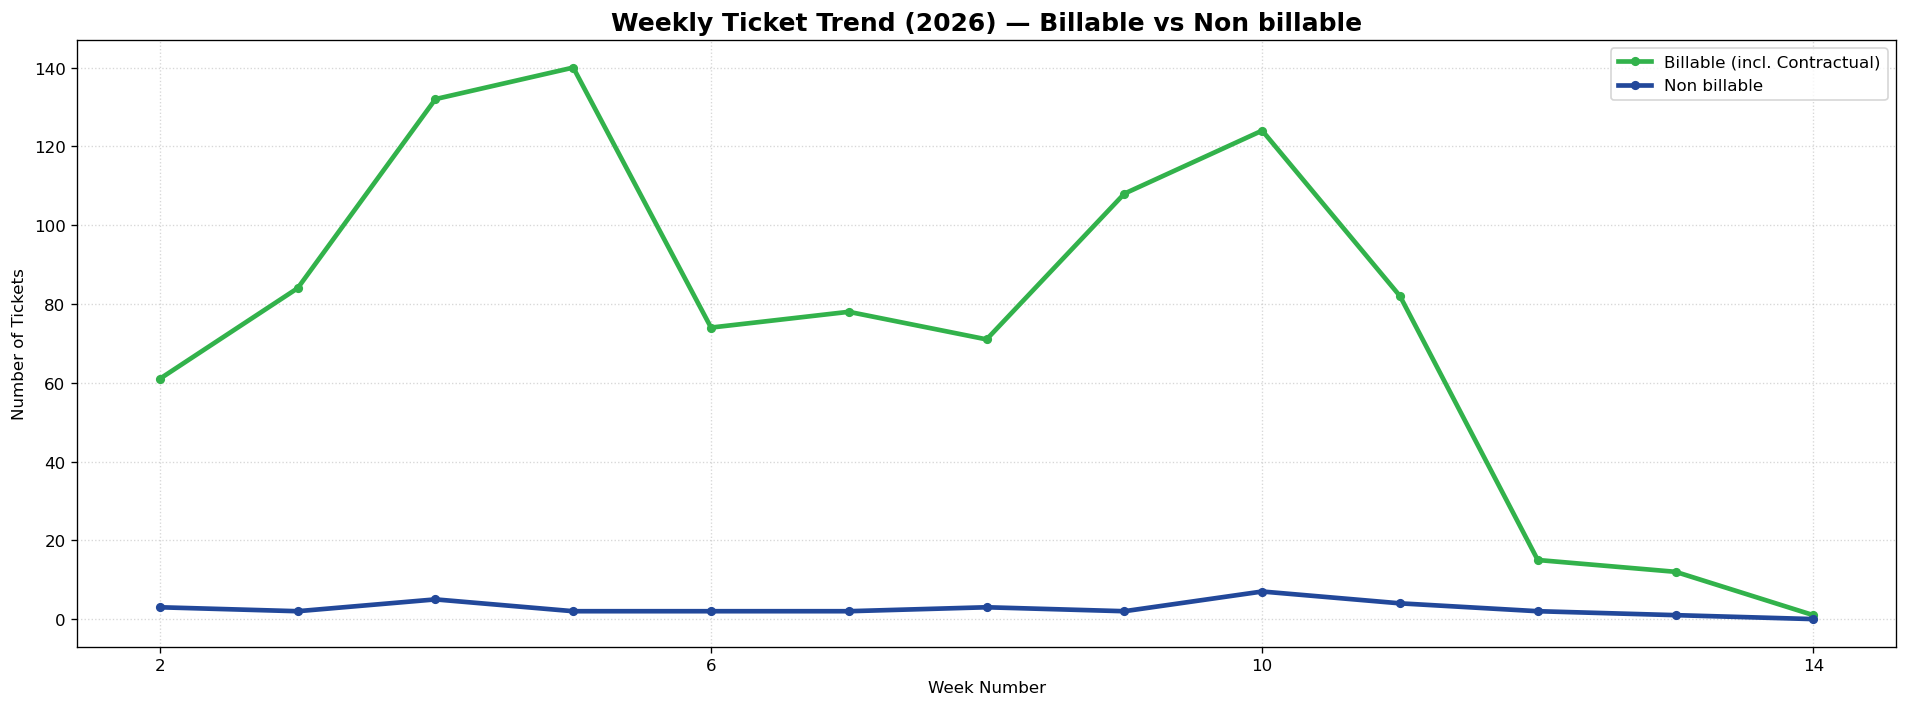 Weekly Ticket Trend (2026) — Billable vs Non billable
Billable (incl. Contractual)
Non billable
Number of Tickets
140
120
100
80
60
40
20
0
2
6
10
14
Week Number